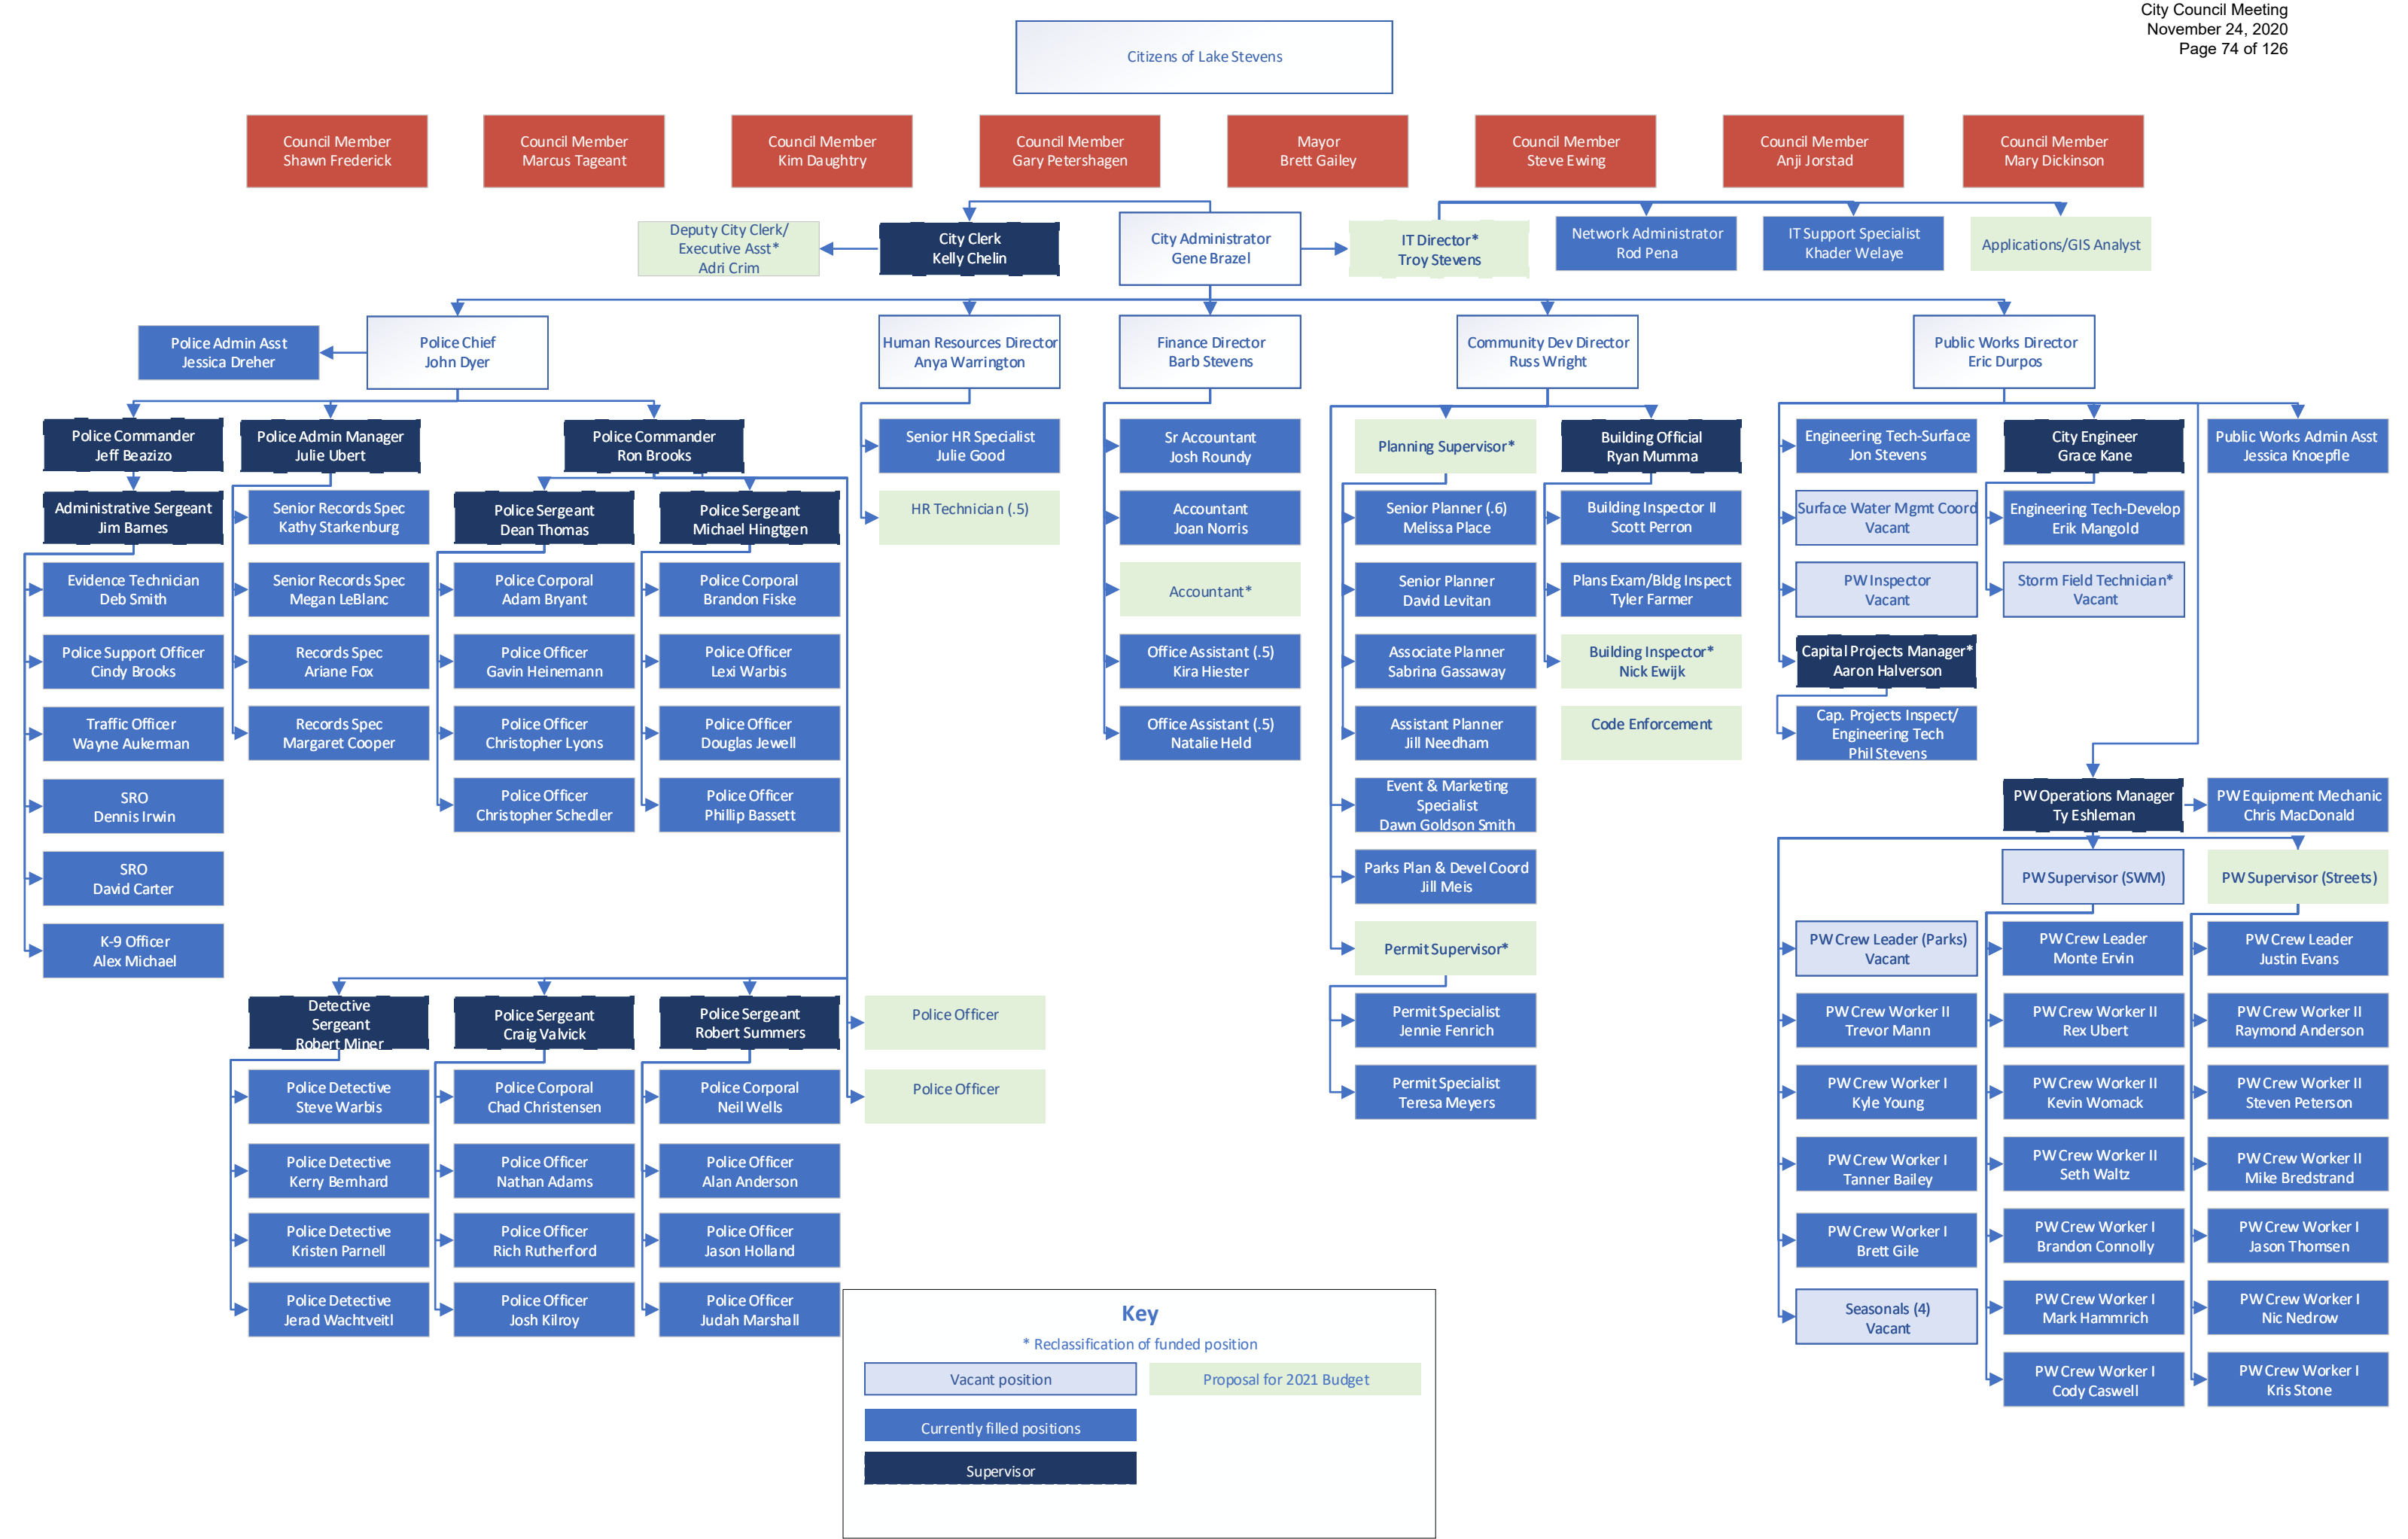 City Council Meeting
November 24, 2020
Page 74 of 126
Citizens of Lake Stevens
Council Member
Shawn Frederick
Council Member
Marcus Tageant
Council Member
Kim Daughtry
Council Member
Gary Petershagen
Mayor
Brett Gailey
Council Member
Steve Ewing
Council Member
Anji Jorstad
Council Member
Mary Dickinson
Deputy City Clerk/
Executive Asst*
Adri Crim
City Clerk
Kelly Chelin
City Administrator
Gene Brazel
IT Director*
Troy Stevens
Network Administrator
Rod Pena
IT Support Specialist
Khader Welaye
Applications/GIS Analyst
Police Admin Asst
Jessica Dreher
Police Chief
John Dyer
Human Resources Director
Anya Warrington
Finance Director
Barb Stevens
Community Dev Director
Russ Wright
Public Works Director
Eric Durpos
Police Commander
Jeff Beazizo
Administrative Sergeant
Jim Barnes
Evidence Technician
Deb Smith
Police Support Officer
Cindy Brooks
Traffic Officer
Wayne Aukerman
SRO
Dennis Irwin
SRO
David Carter
K-9 Officer
Alex Michael
Police Admin Manager
Julie Ubert
Senior Records Spec
Kathy Starkenburg
Senior Records Spec
Megan LeBlanc
Records Spec
Ariane Fox
Records Spec
Margaret Cooper
Police Commander
Ron Brooks
Police Sergeant
Dean Thomas
Police Corporal
Adam Bryant
Police Officer
Gavin Heinemann
Police Officer
Christopher Lyons
Police Officer
Christopher Schedler
Police Sergeant
Michael Hingtgen
Police Corporal
Brandon Fiske
Police Officer
Lexi Warbis
Police Officer
Douglas Jewell
Police Officer
Phillip Bassett
Detective
Sergeant
Robert Miner
Police Detective
Steve Warbis
Police Detective
Kerry Bernhard
Police Detective
Kristen Parnell
Police Detective
Jerad Wachtveitl
Police Sergeant
Craig Valvick
Police Corporal
Chad Christensen
Police Officer
Nathan Adams
Police Officer
Rich Rutherford
Police Officer
Josh Kilroy
Police Sergeant
Robert Summers
Police Corporal
Neil Wells
Police Officer
Alan Anderson
Police Officer
Jason Holland
Police Officer
Judah Marshall
Police Officer
Police Officer
Senior HR Specialist
Julie Good
HR Technician (.5)
Sr Accountant
Josh Roundy
Accountant
Joan Norris
Accountant*
Office Assistant (.5)
Kira Hiester
Office Assistant (.5)
Natalie Held
Planning Supervisor*
Senior Planner (.6)
Melissa Place
Senior Planner
David Levitan
Associate Planner
Sabrina Gassaway
Assistant Planner
Jill Needham
Event & Marketing
Specialist
Dawn Goldson Smith
Parks Plan & Devel Coord
Jill Meis
Permit Supervisor*
Permit Specialist
Jennie Fenrich
Permit Specialist
Teresa Meyers
Building Official
Ryan Mumma
Building Inspector II
Scott Perron
Plans Exam/Bldg Inspect
Tyler Farmer
Building Inspector*
Nick Ewijk
Code Enforcement
Engineering Tech-Surface
Jon Stevens
Surface Water Mgmt Coord
Vacant
PW Inspector
Vacant
Capital Projects Manager*
Aaron Halverson
Cap. Projects Inspect/
Engineering Tech
Phil Stevens
City Engineer
Grace Kane
Engineering Tech-Develop
Erik Mangold
Storm Field Technician*
Vacant
Public Works Admin Asst
Jessica Knoepfle
PW Operations Manager
Ty Eshleman
PW Equipment Mechanic
Chris MacDonald
PW Crew Leader (Parks)
Vacant
PW Crew Worker II
Trevor Mann
PW Crew Worker I
Kyle Young
PW Crew Worker I
Tanner Bailey
PW Crew Worker I
Brett Gile
Seasonals (4)
Vacant
PW Supervisor (SWM)
PW Crew Leader
Monte Ervin
PW Crew Worker II
Rex Ubert
PW Crew Worker II
Kevin Womack
PW Crew Worker II
Seth Waltz
PW Crew Worker I
Brandon Connolly
PW Crew Worker I
Mark Hammrich
PW Crew Worker I
Cody Caswell
PW Supervisor (Streets)
PW Crew Leader
Justin Evans
PW Crew Worker II
Raymond Anderson
PW Crew Worker II
Steven Peterson
PW Crew Worker II
Mike Bredstrand
PW Crew Worker I
Jason Thomsen
PW Crew Worker I
Nic Nedrow
PW Crew Worker I
Kris Stone
Key
* Reclassification of funded position
Vacant position
Proposal for 2021 Budget
Currently filled positions
Supervisor